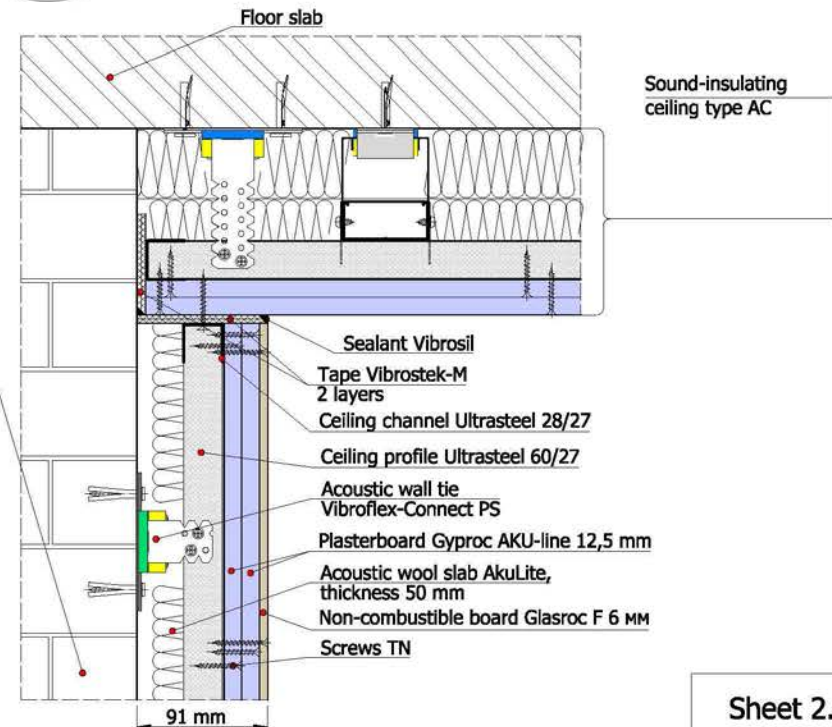 Floor slab
Sound-insulating
ceiling type AC
Sealant Vibrosil
Tape Vibrostek-M
2 layers
Ceiling channel Ultrasteel 28/27
Ceiling profile Ultrasteel 60/27
Acoustic wall tie
Vibroflex-Connect PS
Plasterboard Gyproc AKU-line 12,5 mm
Acoustic wool slab AkuLite,
thickness 50 mm
Non-combustible board Glasroc F 6 мм
Screws TN
91 mm
Sheet 2.